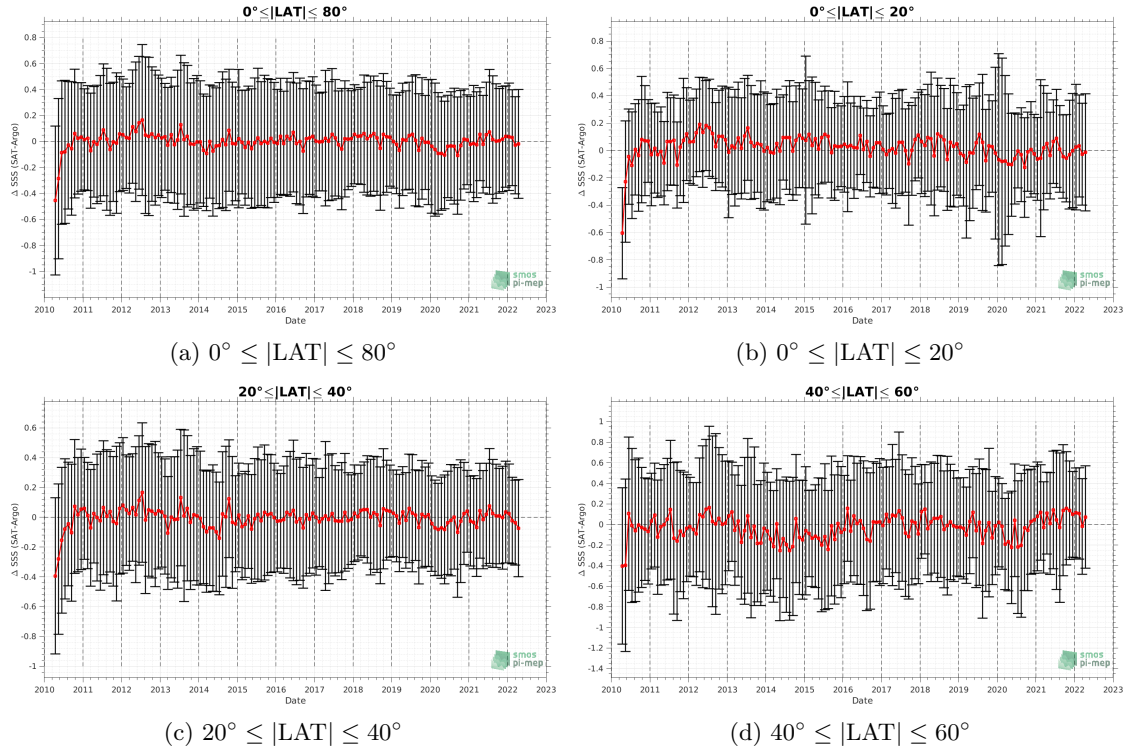 0°≤|LAT|≤ 80°
0.8
0.6
0.4
0.2
0
-0.2
-0.4
-0.6
-0.8
-1
Δ SSS (SAT-Argo)
2010 2011 2012 2013 2014 2015 2016 2017 2018 2019 2020 2021 2022 2023
Date
smos
pi-mep
(a) 0° ≤ |LAT| ≤ 80°
0°≤|LAT|≤ 20°
0.8
0.6
0.4
0.2
0
-0.2
-0.4
-0.6
-0.8
-1
Δ SSS (SAT-Argo)
2010 2011 2012 2013 2014 2015 2016 2017 2018 2019 2020 2021 2022 2023
Date
smos
pi-mep
(b) 0° ≤ |LAT| ≤ 20°
20°≤|LAT|≤ 40°
0.6
0.4
0.2
0
-0.2
-0.4
-0.6
-0.8
-1
Δ SSS (SAT-Argo)
2010 2011 2012 2013 2014 2015 2016 2017 2018 2019 2020 2021 2022 2023
Date
smos
pi-mep
(c) 20° ≤ |LAT| ≤ 40°
40°≤|LAT|≤ 60°
1
0.8
0.6
0.4
0.2
0
-0.2
-0.4
-0.6
-0.8
-1
-1.2
-1.4
Δ SSS (SAT-Argo)
2010 2011 2012 2013 2014 2015 2016 2017 2018 2019 2020 2021 2022 2023
Date
smos
pi-mep
(d) 40° ≤ |LAT| ≤ 60°